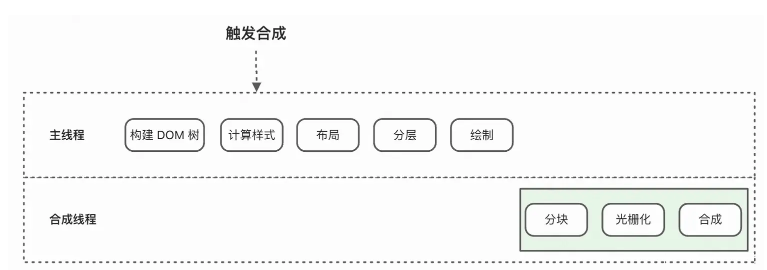 触发合成
主线程
构建 DOM 树
计算样式
布局
分层
绘制
合成线程
分块
光栅化
合成